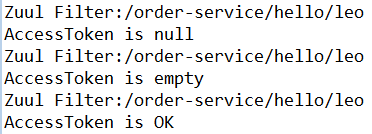 Zuul Filter:/order-service/hello/leo
AccessToken is null
Zuul Filter:/order-service/hello/leo
AccessToken is empty
Zuul Filter:/order-service/hello/leo
AccessToken is OK